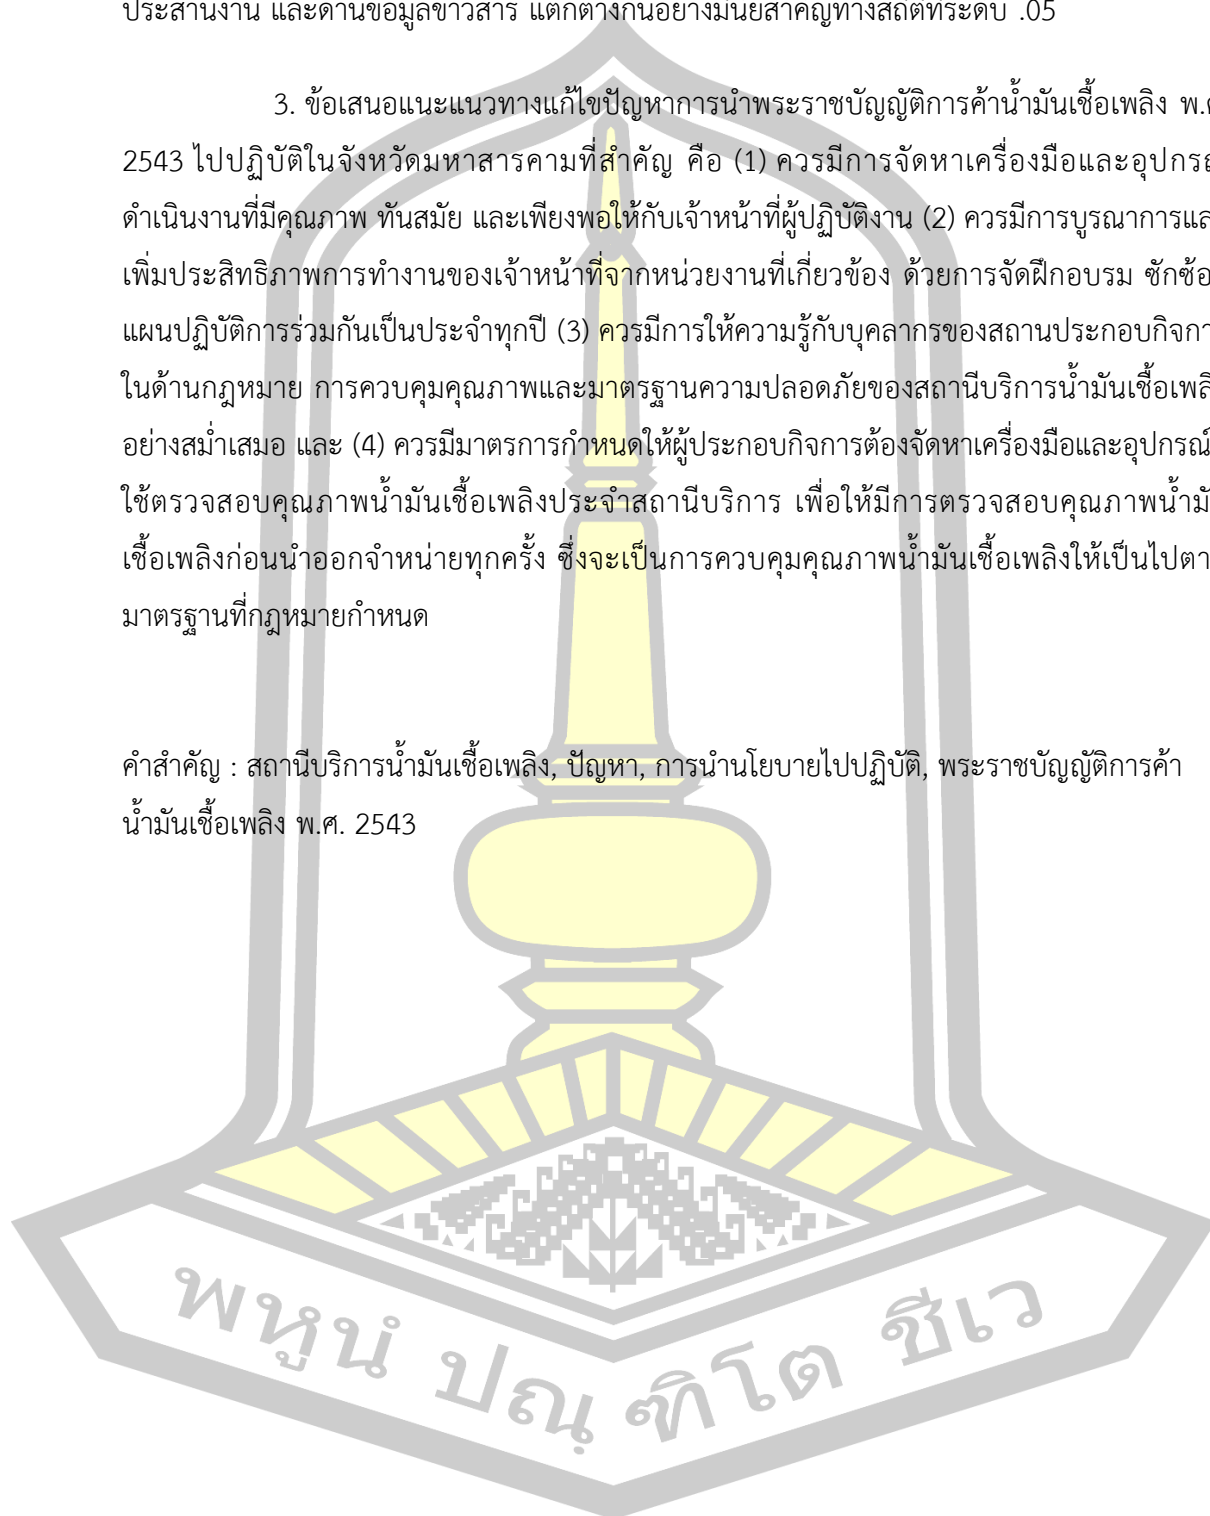 ประสานงาน และด้านข้อมูลข่าวสาร แตกต่างกันอย่างมีนัยสำคัญทางสถิติที่ระดับ .05
3. ข้อเสนอแนะแนวทางแก้ไขปัญหาการนำพระราชบัญญัติการค้าน้ำมันเชื้อเพลิง
2543 ไปปฏิบัติในจังหวัดมหาสารคามที่สำคัญ คือ (1) ควรมีการจัดหาเครื่องมือและ
ดำเนินงานที่มีคุณภาพ ทันสมัย และเพียงพอให้กับเจ้าหน้าที่ผู้ปฏิบัติงาน (2) ควรมีการบูรณาการ
เพิ่มประสิทธิภาพการทำงานของเจ้าหน้าที่จากหน่วยงานที่เกี่ยวข้อง ด้วยการจัดฝึกอบรม
แผนปฏิบัติการร่วมกันเป็นประจำทุกปี (3) ควรมีการให้ความรู้กับบุคลากรของสถานประกอบ
ในด้านกฎหมาย การควบคุมคุณภาพและมาตรฐานความปลอดภัยของสถานีบริการน้ำมัน
อย่างสม่ำเสมอ และ (4) ควรมีมาตรการกำหนดให้ผู้ประกอบกิจการต้องจัดหาเครื่องมือและอุปกรณ์
ใช้ตรวจสอบคุณภาพน้ำมันเชื้อเพลิงประจำสถานีบริการ เพื่อให้มีการตรวจสอบคุณภาพ
เชื้อเพลิงก่อนนำออกจำหน่ายทุกครั้ง ซึ่งจะเป็นการควบคุมคุณภาพน้ำมันเชื้อเพลิงให้เป็นไป
มาตรฐานที่กฎหมายกำหนด
คำสำคัญ : สถานีบริการน้ำมันเชื้อเพลิง, ปัญหา, การนำนโยบายไปปฏิบัติ, พระราชบัญญัติการค้า
น้ำมันเชื้อเพลิง พ.ศ. 2543
พหูนํ ปณฺฑิโต ชีเว